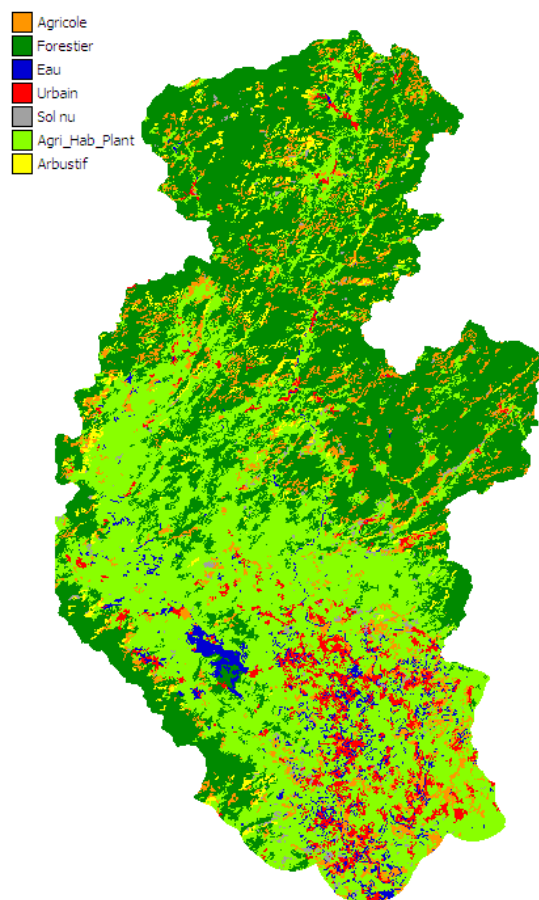 Agricole
Forestier
Eau
Urbain
Sol nu
Agri_Hab_Plant
Arbustif